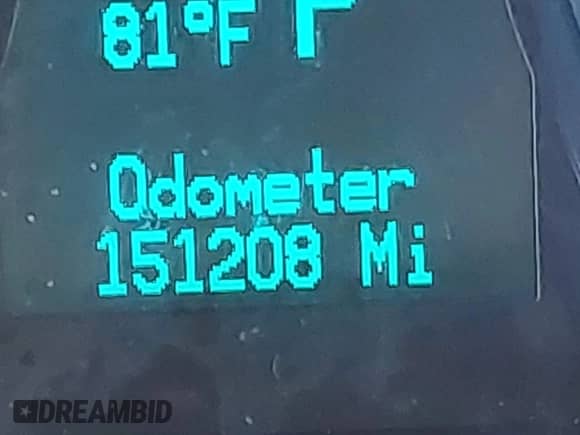 81°F P
Odometer
151208 Mi
DREAMBID